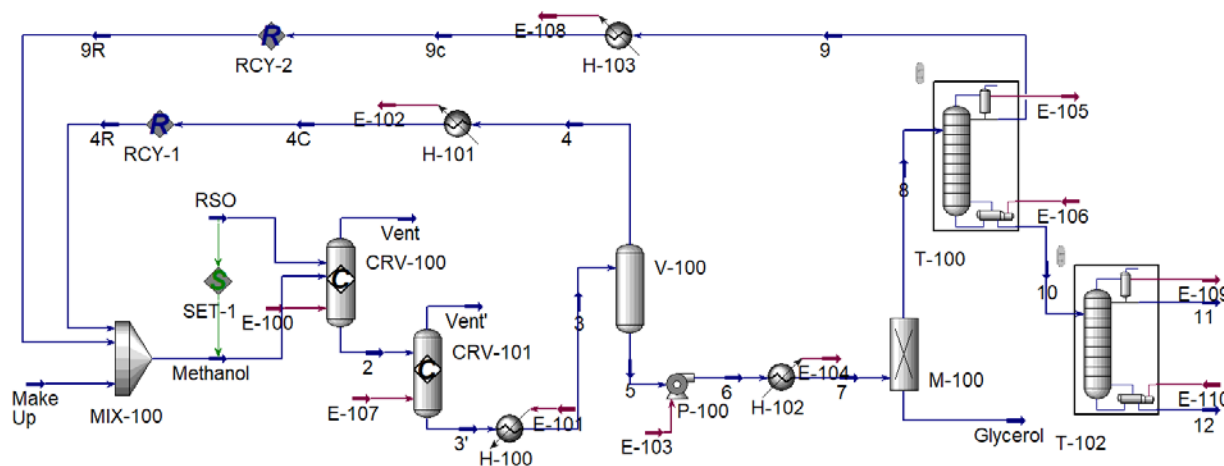 E-108
9R
9c
9
RCY-2
H-103
E-105
E-102
4R
4C
4
RCY-1
H-101
8
E-106
RSO
Vent
CRV-100
V-100
T-100
SET-1
E-100
3
10
E-109
11
Vent'
CRV-101
Methanol
2
E-104
Make
Up
MIX-100
5
P-100
6
7
M-100
E-110
E-107
E-101
H-102
12
3'
H-100
E-103
Glycerol
T-102
R
R
S
C
C